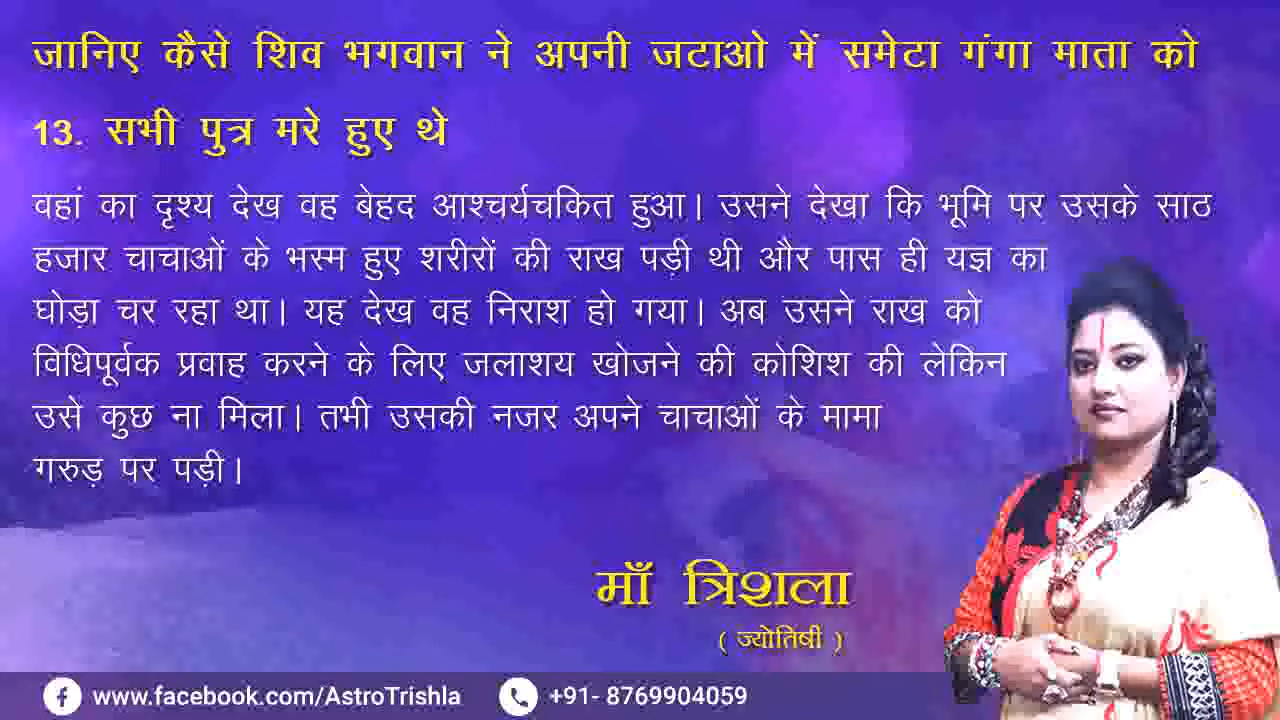 जानिए कैसे शिव भगवान ने अपनी जटाओ में समेटा गंगा माता को
13. सभी पुत्र मरे हुए थे
वहां का दृश्य देख वह बेहद आश्चर्यचकित हुआ। उसने देखा कि भूमि पर उसके साठ
हजार चाचाओं के भस्म हुए शरीरों की राख पड़ी थी और पास ही यज्ञ का
घोड़ा चर रहा था। यह देख वह निराश हो गया। अब उसने राख को
विधिपूर्वक प्रवाह करने के लिए जलाशय खोजने की कोशिश की लेकिन
उसे कुछ ना मिला। तभी उसकी नजर अपने चाचाओं के मामा
गरुड़ पर पड़ी।
माँ त्रिशला
( ज्योतिषी )
www.facebook.com/AstroTrishla +91- 8769904059